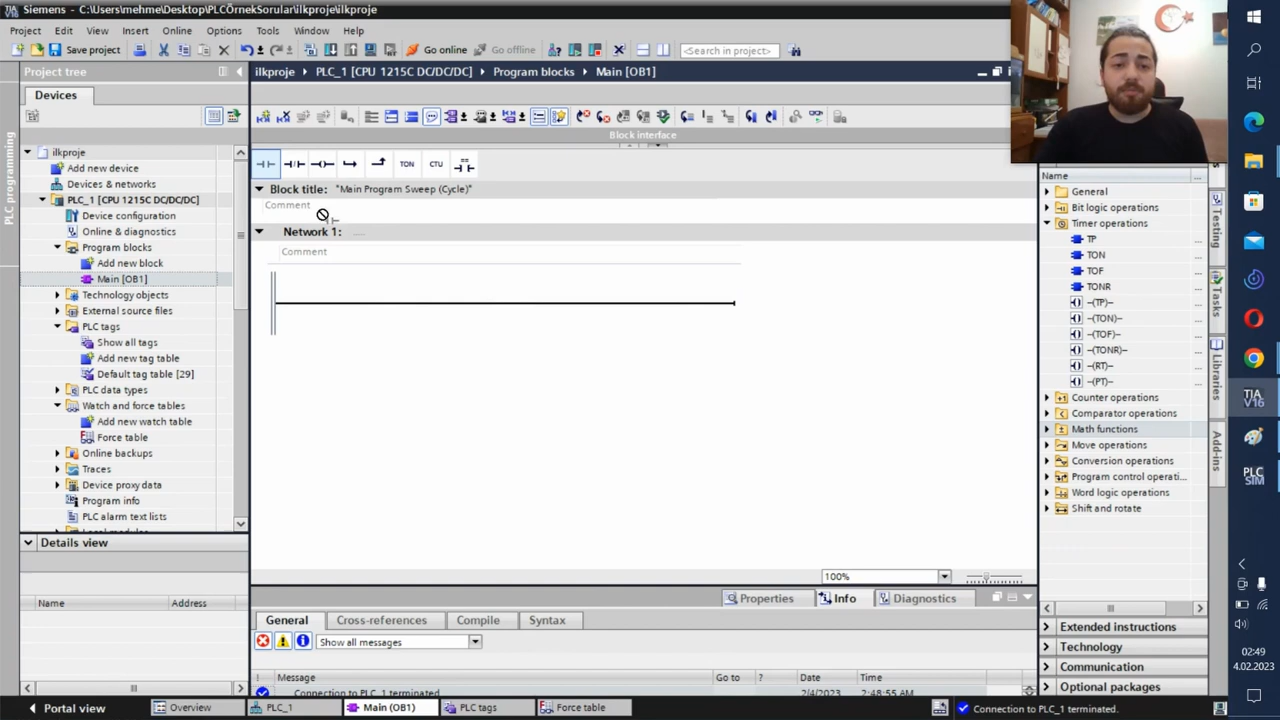 Siemens - C:\Users\mehme\Desktop\PLCÖrnekSorular\ilkproje\ilkproje
Project Edit View Insert Online Options Tools Window Help
Save project
Go online
Go offline
<Search in project>
Project tree
ilkproje PLC_1 [CPU 1215C DC/DC/DC] Program blocks Main [OB1]
Devices
PLC programming
Block interface
ilkproje
Add new device
Devices & networks
PLC_1 [CPU 1215C DC/DC/DC]
Device configuration
Online & diagnostics
Program blocks
Add new block
Main [OB1]
Technology objects
External source files
PLC tags
Show all tags
Add new tag table
Default tag table [29]
PLC data types
Watch and force tables
Add new watch table
Force table
Online backups
Traces
Device proxy data
Program info
PLC alarm text lists
Details view
Name Address
TON CTU
Block title: "Main Program Sweep (Cycle)"
Comment
Network 1:
Comment
100%
Properties Info Diagnostics
General Cross-references Compile Syntax
Show all messages
! Message Go to ? Date Time
Connection to PLC_1 terminated 2/4/2023 2:48:55 AM
Name ...
General
Bit logic operations
Timer operations
TP ...
TON ...
TOF ...
TONR ...
-(TP)- ...
-(TON)- ...
-(TOF)- ...
-(TONR)- ...
-(RT)- ...
-(PT)- ...
Counter operations
Comparator operations
Math functions
Move operations
Conversion operations
Program control operati...
Word logic operations
Shift and rotate
Extended instructions
Technology
Communication
Optional packages
Testing
Tasks
Libraries
Add-ins
TIA V16
PLC SIM
02:49
4.02.2023
Portal view Overview PLC_1 Main (OB1) PLC tags Force table
Connection to PLC_1 terminated.